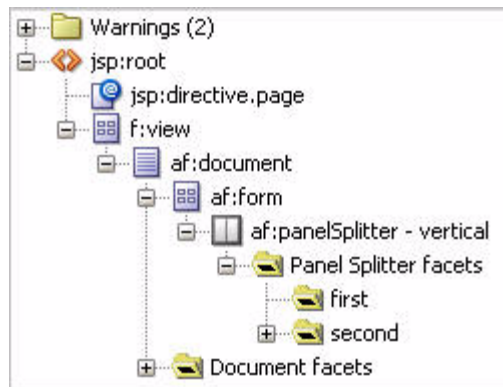 Warnings (2)
jsp:root
jsp:directive.page
f:view
af:document
af:form
af:panelSplitter - vertical
Panel Splitter facets
first
second
Document facets